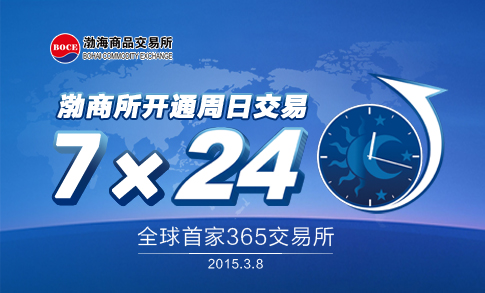 BOCE 渤海商品交易所
BOHAI COMMODITY EXCHANGE
渤商所开通周日交易
7×24
全球首家365交易所
2015.3.8